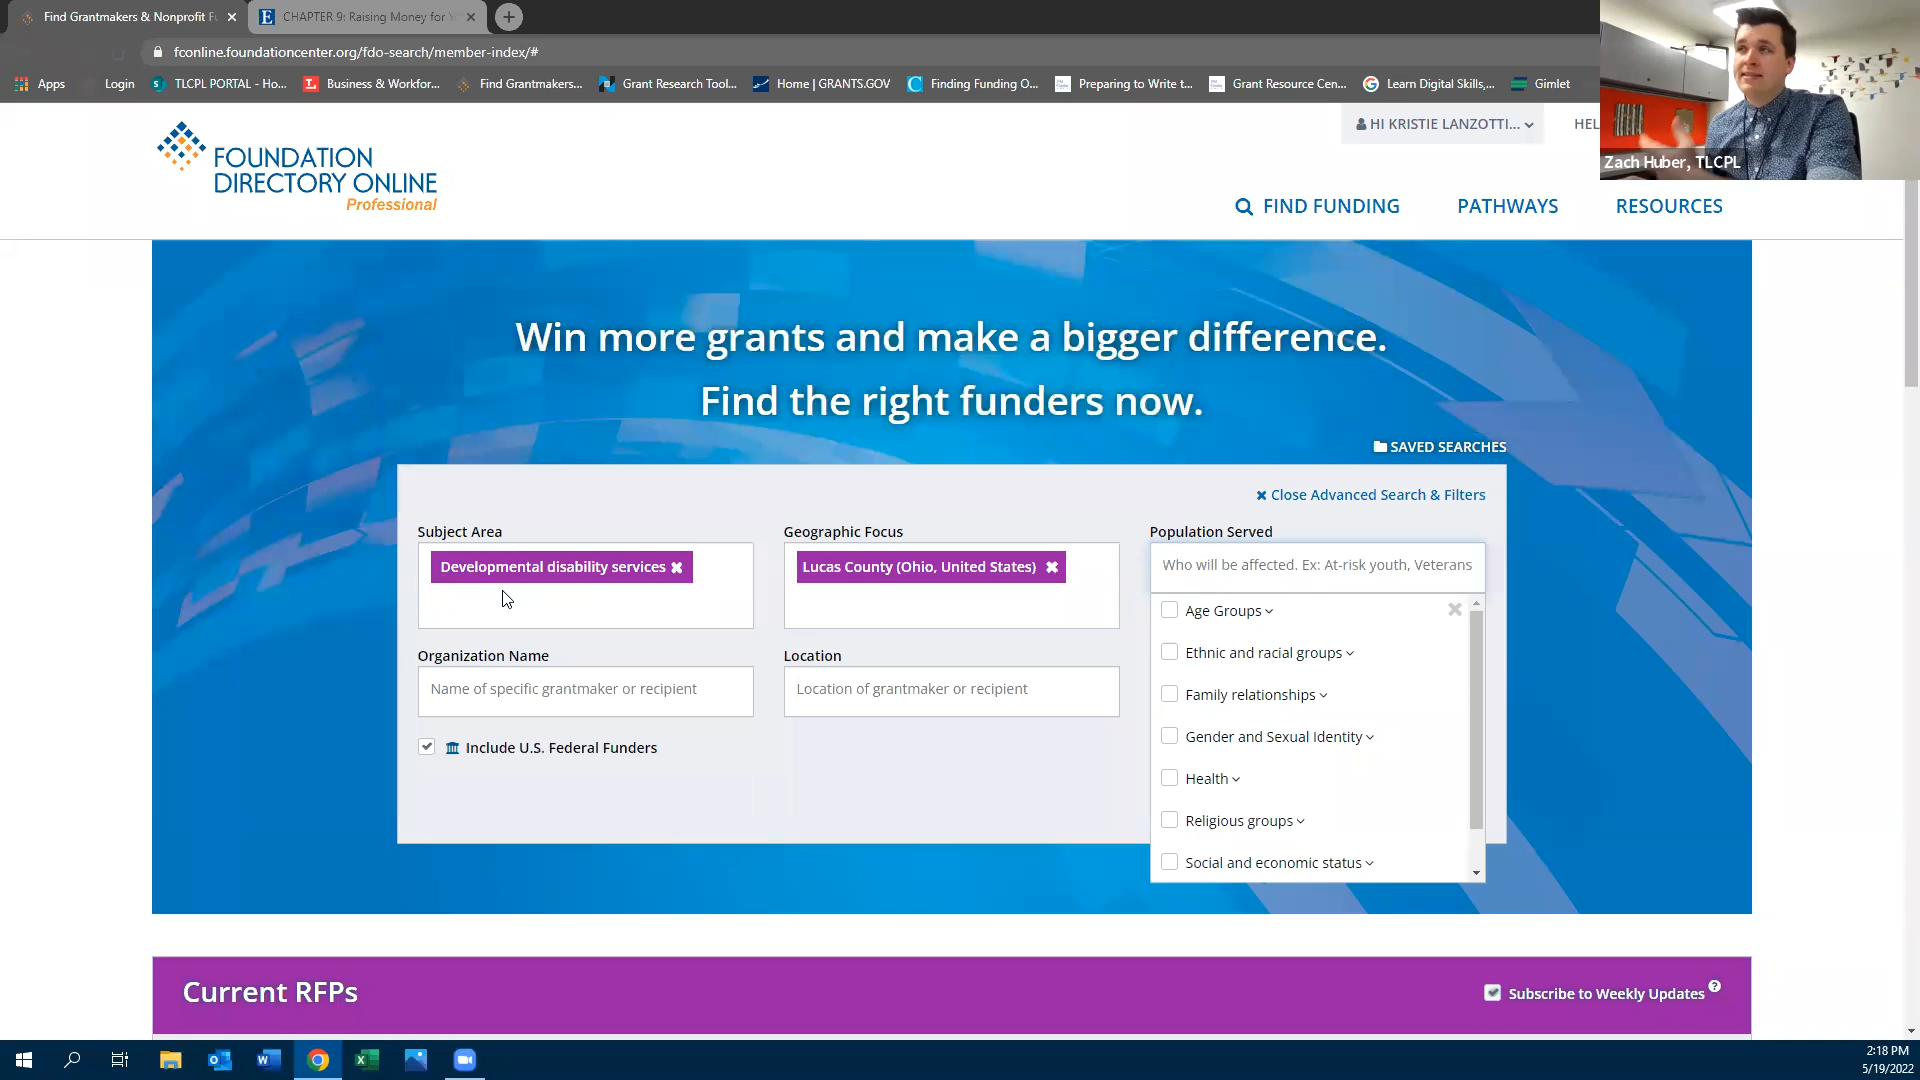 Find Grantmakers & Nonprofit Fu
CHAPTER 9: Raising Money for Yo
fconline.foundationcenter.org/fdo-search/member-index/#
Apps
Login
TLCPL PORTAL - Ho...
Business & Workfor...
Find Grantmakers...
Grant Research Tool...
Home | GRANTS.GOV
Finding Funding O...
Preparing to Write t...
Grant Resource Cen...
Learn Digital Skills,...
Gimlet
HI KRISTIE LANZOTTI...
HEL
Zach Huber, TLCPL
FOUNDATION
DIRECTORY ONLINE
Professional
FIND FUNDING
PATHWAYS
RESOURCES
Win more grants and make a bigger difference.
Find the right funders now.
SAVED SEARCHES
Close Advanced Search & Filters
Subject Area
Geographic Focus
Population Served
Developmental disability services
Lucas County (Ohio, United States)
Who will be affected. Ex: At-risk youth, Veterans
Age Groups
Ethnic and racial groups
Family relationships
Gender and Sexual Identity
Health
Religious groups
Social and economic status
Organization Name
Location
Name of specific grantmaker or recipient
Location of grantmaker or recipient
Include U.S. Federal Funders
Current RFPs
Subscribe to Weekly Updates ?
2:18 PM
5/19/2022